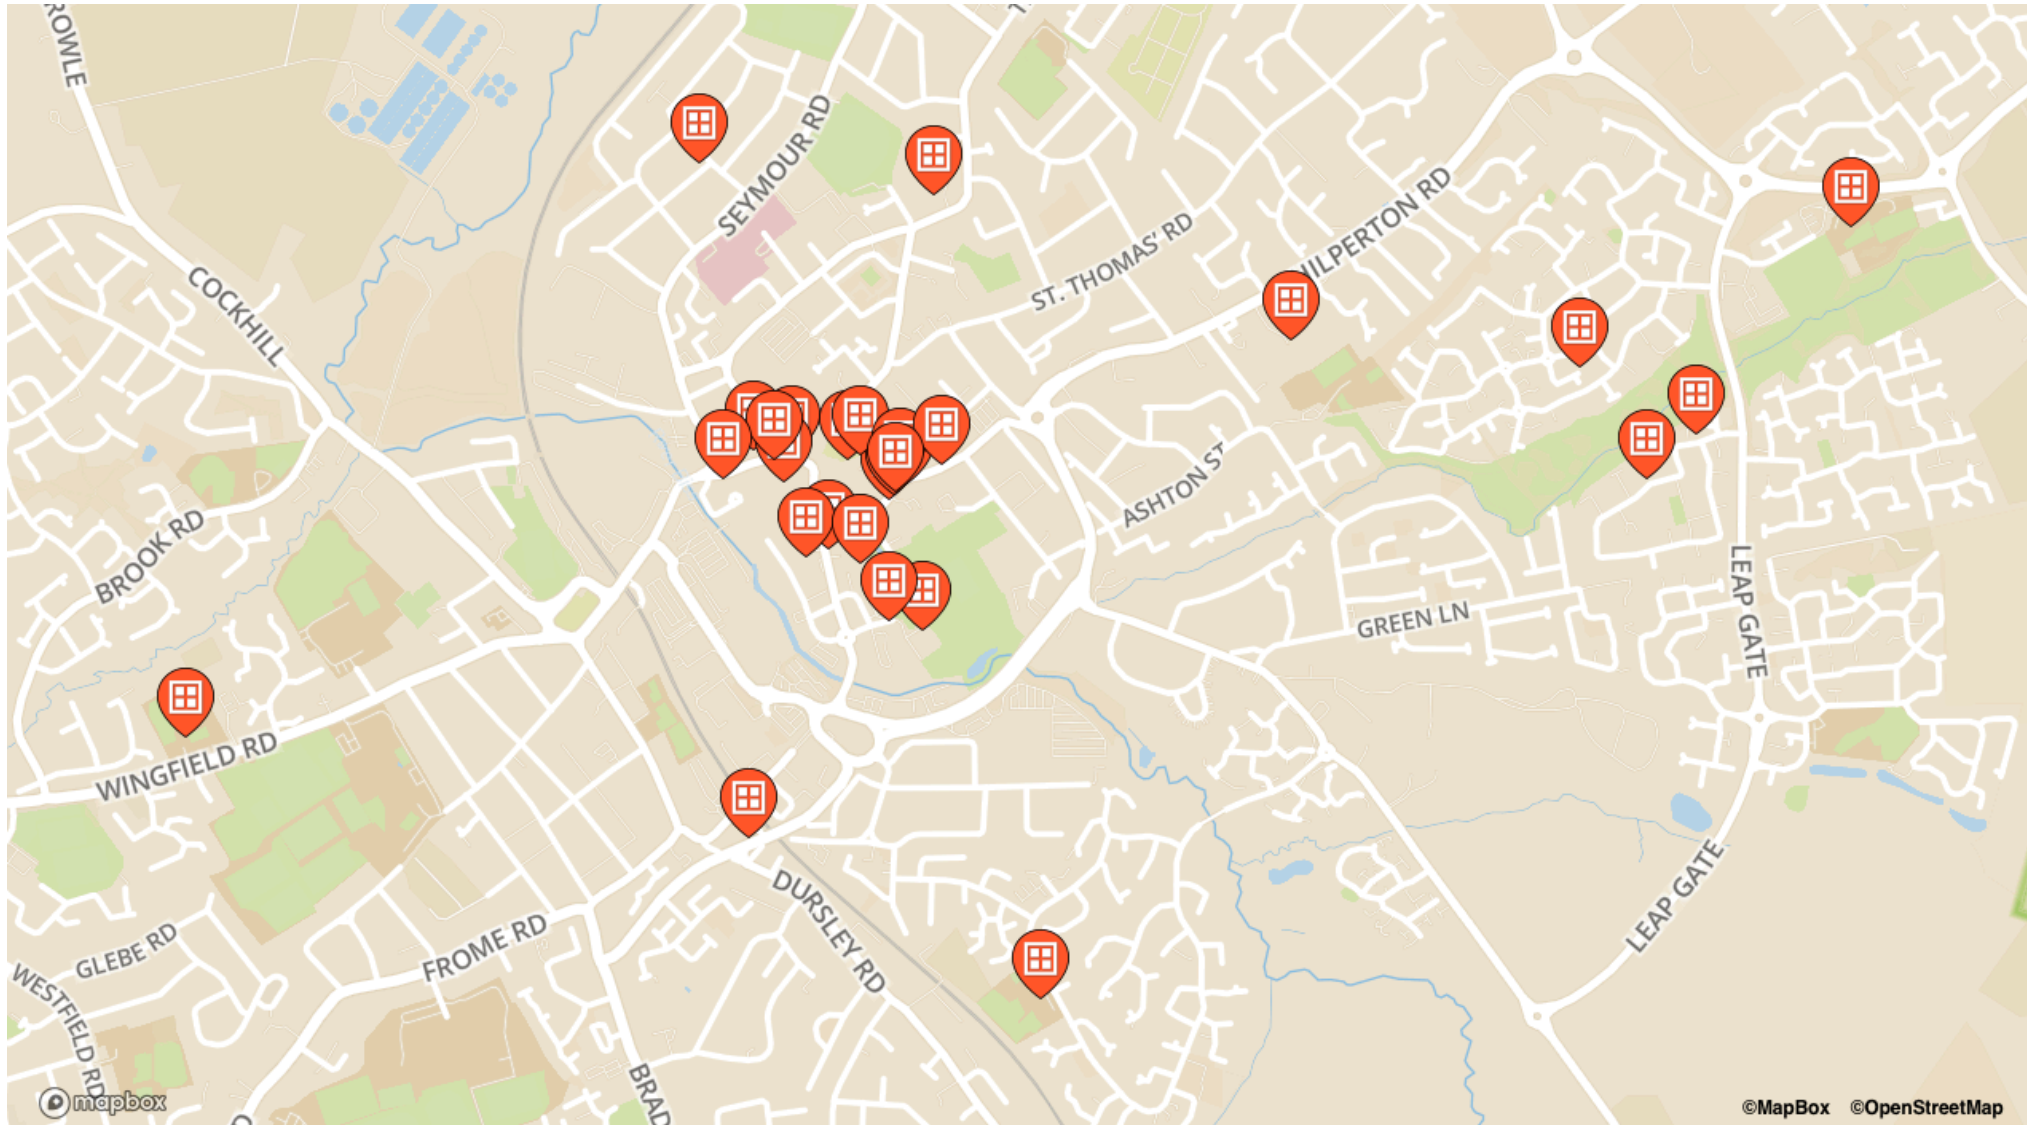 ROWLE
SEYMOUR RD
HILPERTON RD
ST. THOMAS' RD
COCKHILL
ASHTON ST
BROOK RD
LEAP GATE
GREEN LN
WINGFIELD RD
LEAP GATE
DURSLEY RD
FROME RD
GLEBE RD
WESTFIELD RD
BRAD
mapbox
©MapBox ©OpenStreetMap